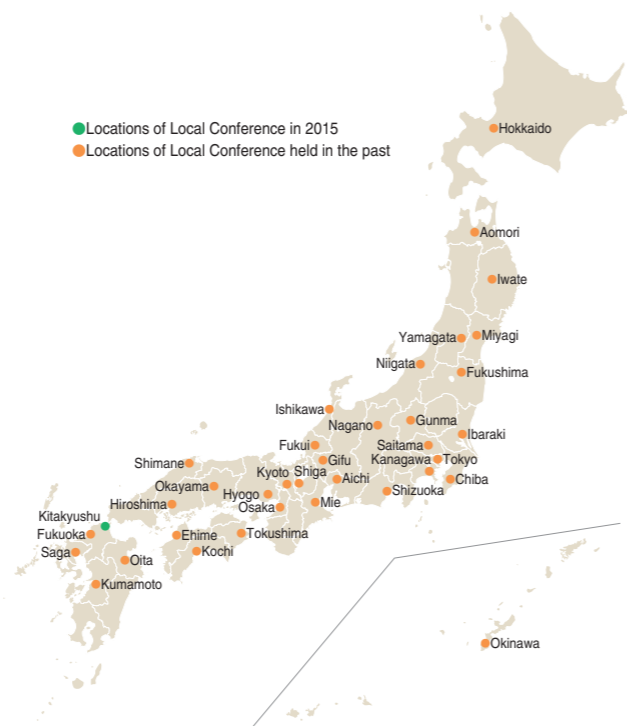 Locations of Local Conference in 2015
Locations of Local Conference held in the past
Hokkaido
Aomori
Iwate
Yamagata
Miyagi
Niigata
Fukushima
Ishikawa
Nagano
Gunma
Ibaraki
Fukui
Saitama
Gifu
Kanagawa
Tokyo
Shimane
Kyoto
Shiga
Aichi
Chiba
Okayama
Hyogo
Shizuoka
Hiroshima
Osaka
Mie
Kitakyushu
Fukuoka
Ehime
Tokushima
Saga
Kochi
Oita
Kumamoto
Okinawa